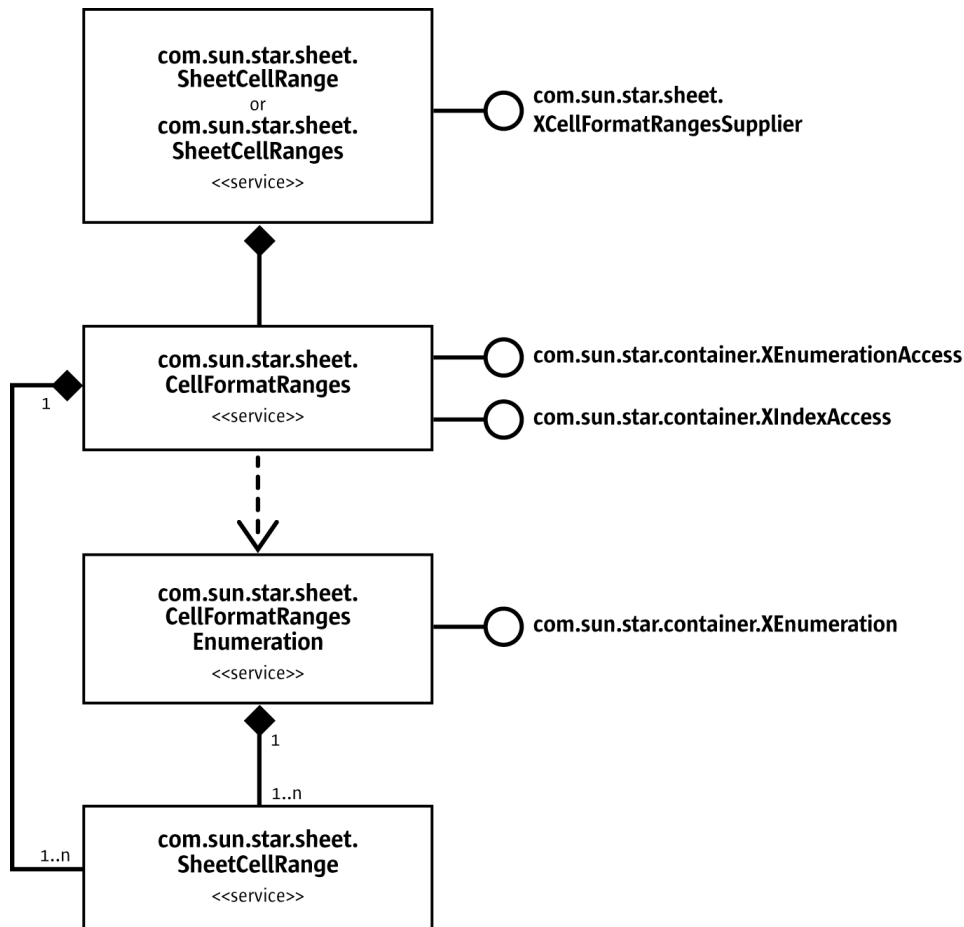 com.sun.star.sheet.
SheetCellRange
or
com.sun.star.sheet.
SheetCellRanges
<<service>>
com.sun.star.sheet.
XCellFormatRangesSupplier
com.sun.star.sheet.
CellFormatRanges
<<service>>
com.sun.star.container.XEnumerationAccess
com.sun.star.container.XIndexAccess
1
com.sun.star.sheet.
CellFormatRanges
Enumeration
<<service>>
com.sun.star.container.XEnumeration
1
1..n
com.sun.star.sheet.
SheetCellRange
<<service>>
1..n